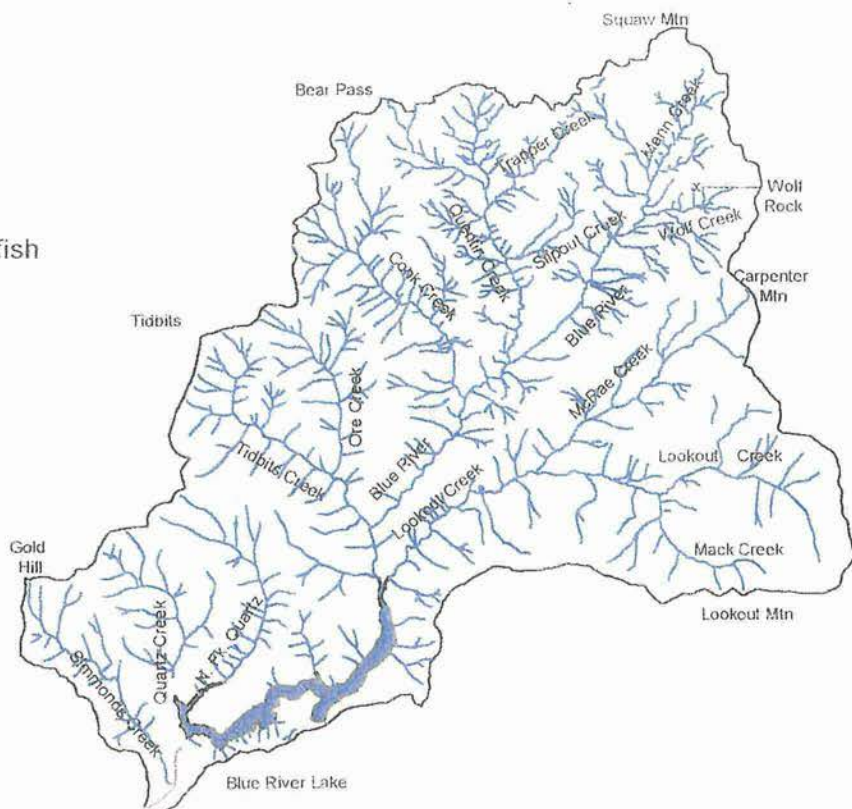 Squaw Mtn
Bear Pass
Trapper Creek
Mann Creek
Wolf
Rock
x
Quentin Creek
Slipout Creek
Wolf Creek
fish
Cook Creek
Carpenter
Mtn
Tidbits
Blue River
McRae Creek
Ore Creek
Tidbits Creek
Blue River
Lookout Creek
Lookout Creek
Gold
Hill
Mack Creek
Lookout Mtn
Quartz Creek
N. Fk. Quartz
Simmonds Creek
Blue River Lake